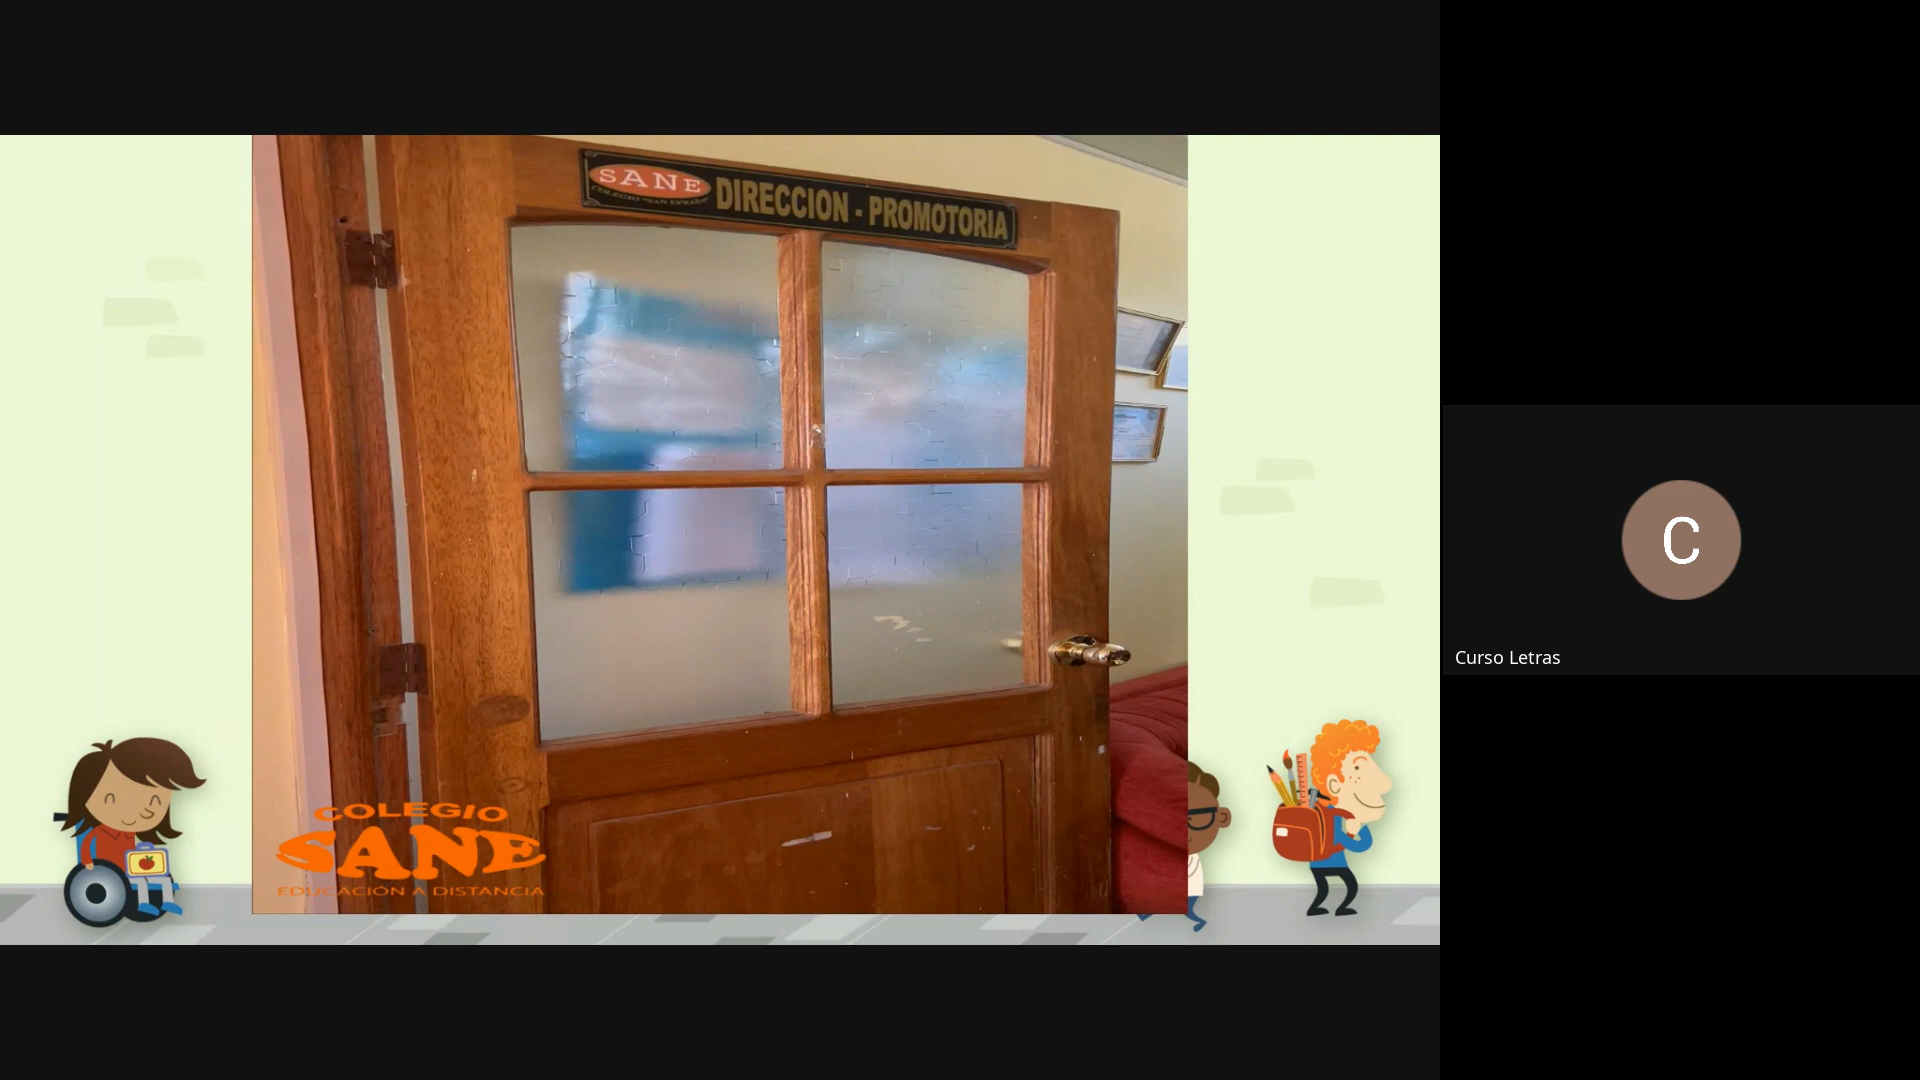 SANE
DIRECCION - PROMOTORIA
COLEGIO
SANE
EDUCACIÓN A DISTANCIA
C
Curso Letras